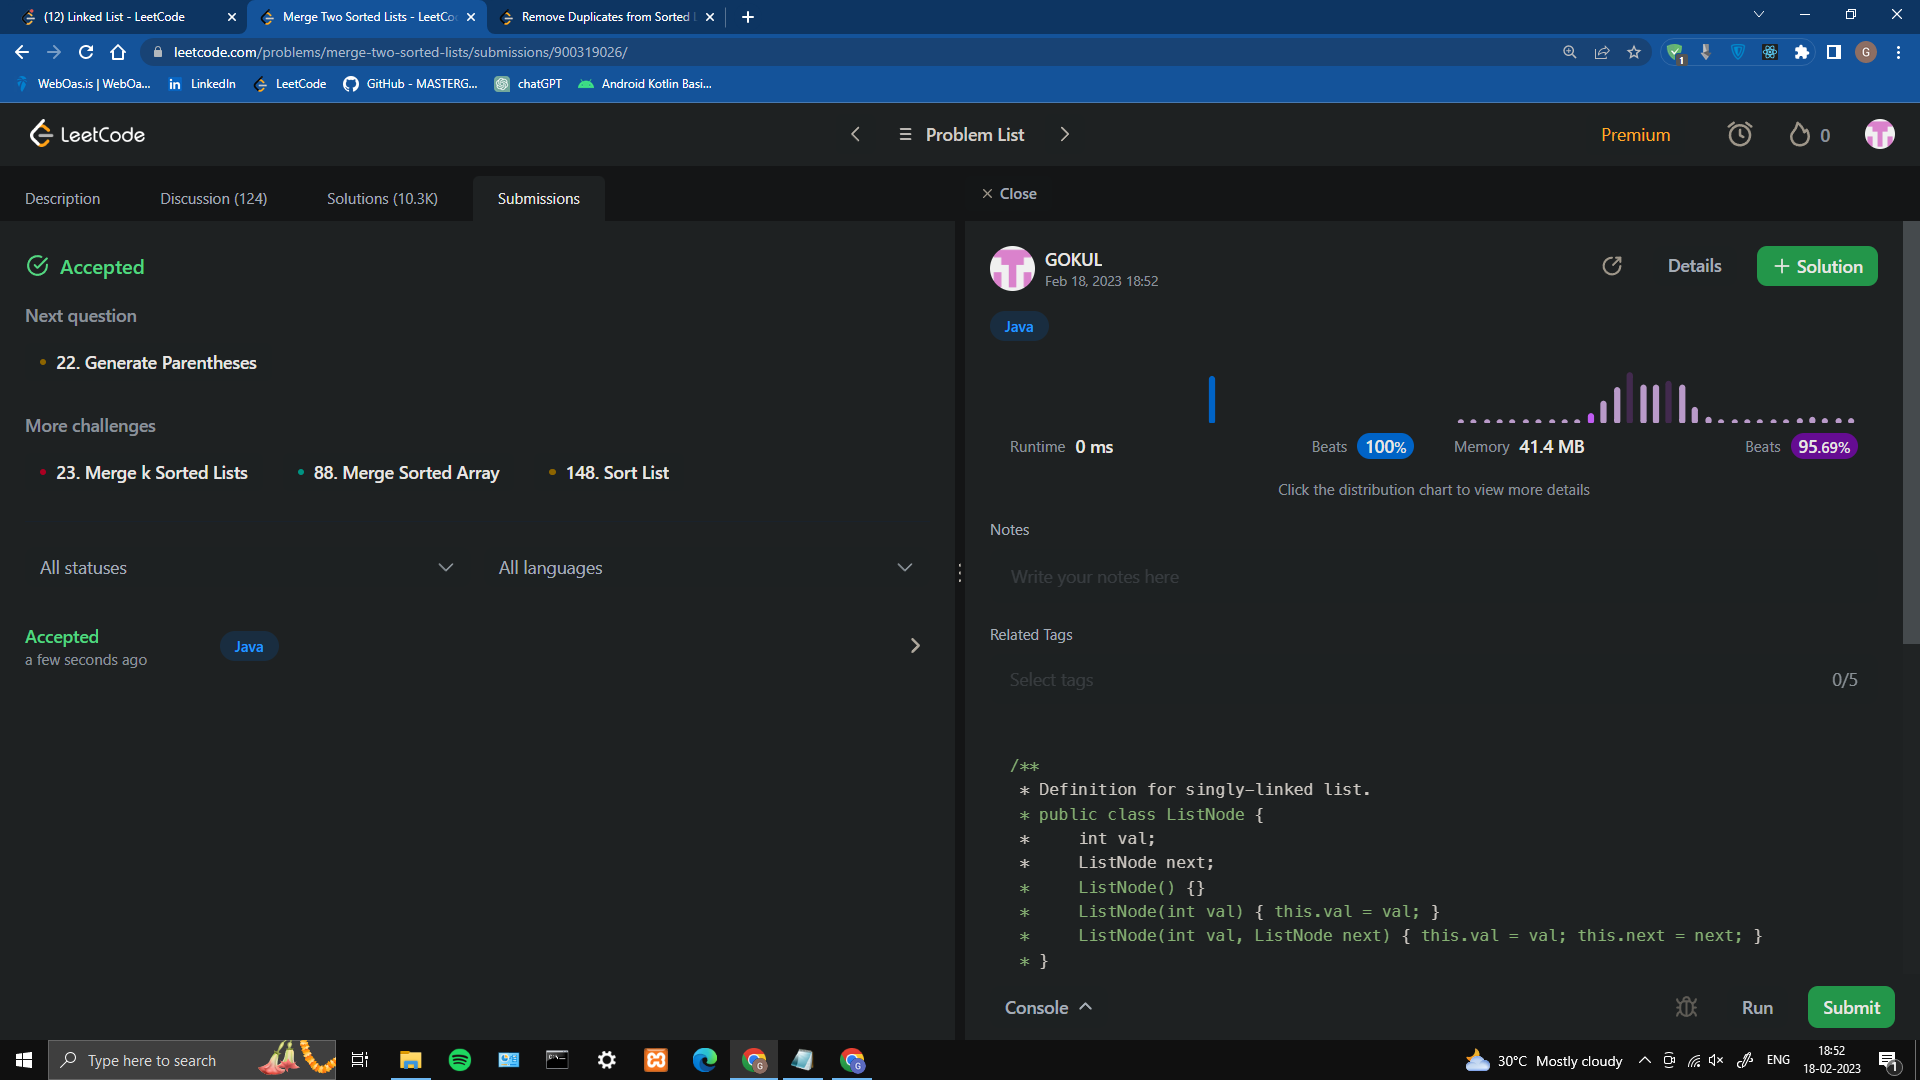 (12) Linked List - LeetCode
Merge Two Sorted Lists - LeetCo
Remove Duplicates from Sorted
leetcode.com/problems/merge-two-sorted-lists/submissions/900319026/
1
G
WebOas.is | WebOa...
LinkedIn
LeetCode
GitHub - MASTERG...
chatGPT
Android Kotlin Basi...
LeetCode
Problem List
Premium
0
Description
Discussion (124)
Solutions (10.3K)
Submissions
Close
Accepted
Next question
22. Generate Parentheses
More challenges
23. Merge k Sorted Lists
88. Merge Sorted Array
148. Sort List
All statuses
All languages
Accepted
Java
a few seconds ago
GOKUL
Feb 18, 2023 18:52
Details
+ Solution
Java
Runtime 0 ms
Beats 100%
Memory 41.4 MB
Beats 95.69%
Click the distribution chart to view more details
Notes
Write your notes here
Related Tags
Select tags
0/5
/**
* Definition for singly-linked list.
* public class ListNode {
*     int val;
*     ListNode next;
*     ListNode() {}
*     ListNode(int val) { this.val = val; }
*     ListNode(int val, ListNode next) { this.val = val; this.next = next; }
* }
Console
Run
Submit
Type here to search
30°C Mostly cloudy
ENG
18:52
18-02-2023
1